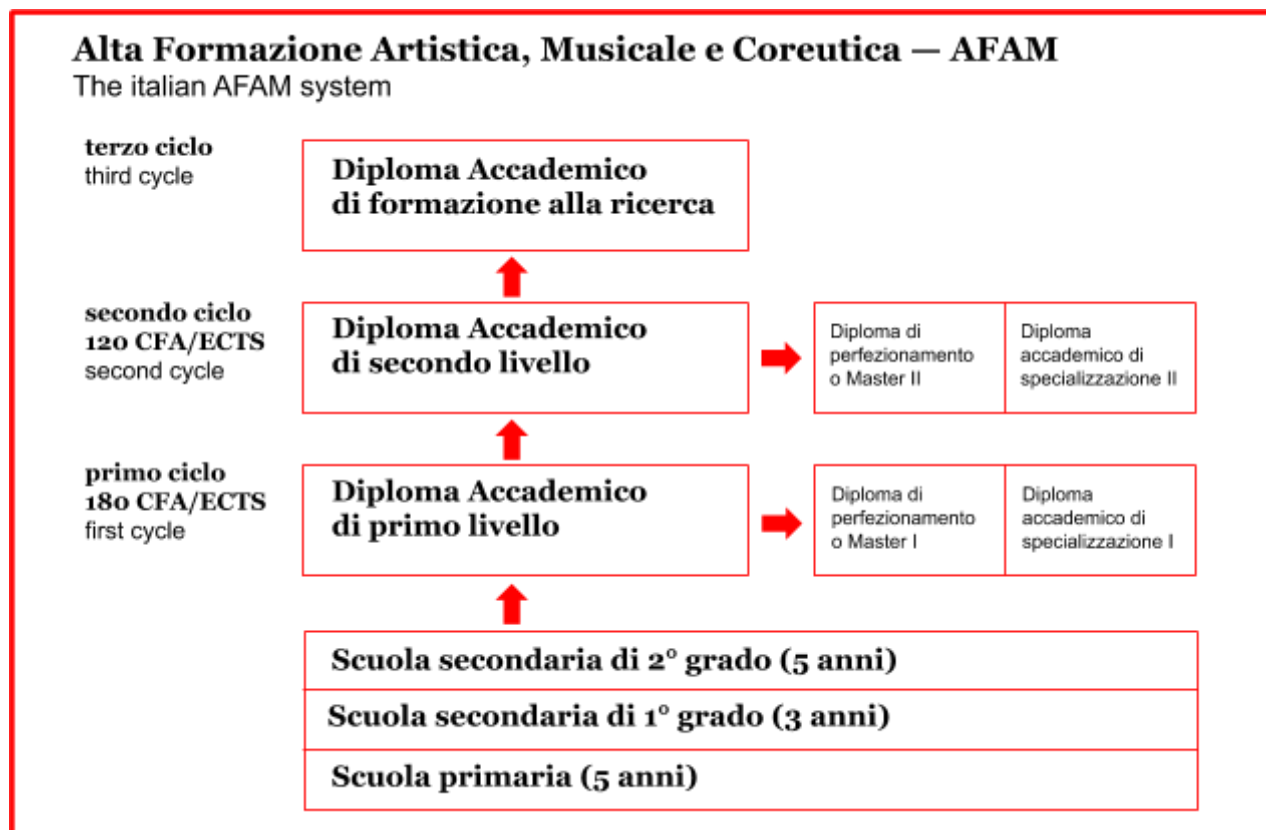 Alta Formazione Artistica, Musicale e Coreutica — AFAM
The italian AFAM system
terzo ciclo
third cycle
Diploma Accademico
di formazione alla ricerca
secondo ciclo
120 CFA/ECTS
second cycle
Diploma Accademico
di secondo livello
Diploma di
perfezionamento
o Master II
Diploma
accademico di
specializzazione II
primo ciclo
180 CFA/ECTS
first cycle
Diploma Accademico
di primo livello
Diploma di
perfezionamento
o Master I
Diploma
accademico di
specializzazione I
Scuola secondaria di 2° grado (5 anni)
Scuola secondaria di 1° grado (3 anni)
Scuola primaria (5 anni)